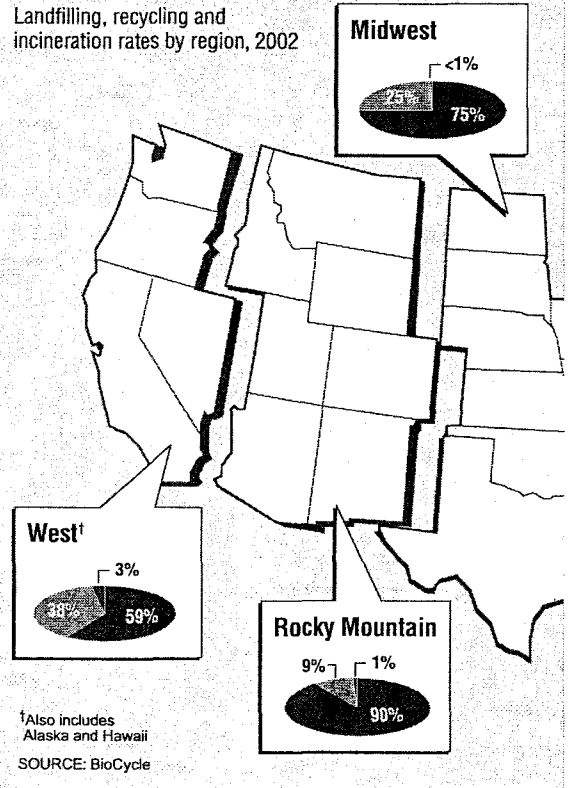 Landfilling, recycling and
incineration rates by region, 2002
Midwest
<1%
25%
75%
West†
3%
38%
59%
Rocky Mountain
9%
1%
90%
†Also includes
Alaska and Hawaii
SOURCE: BioCycle